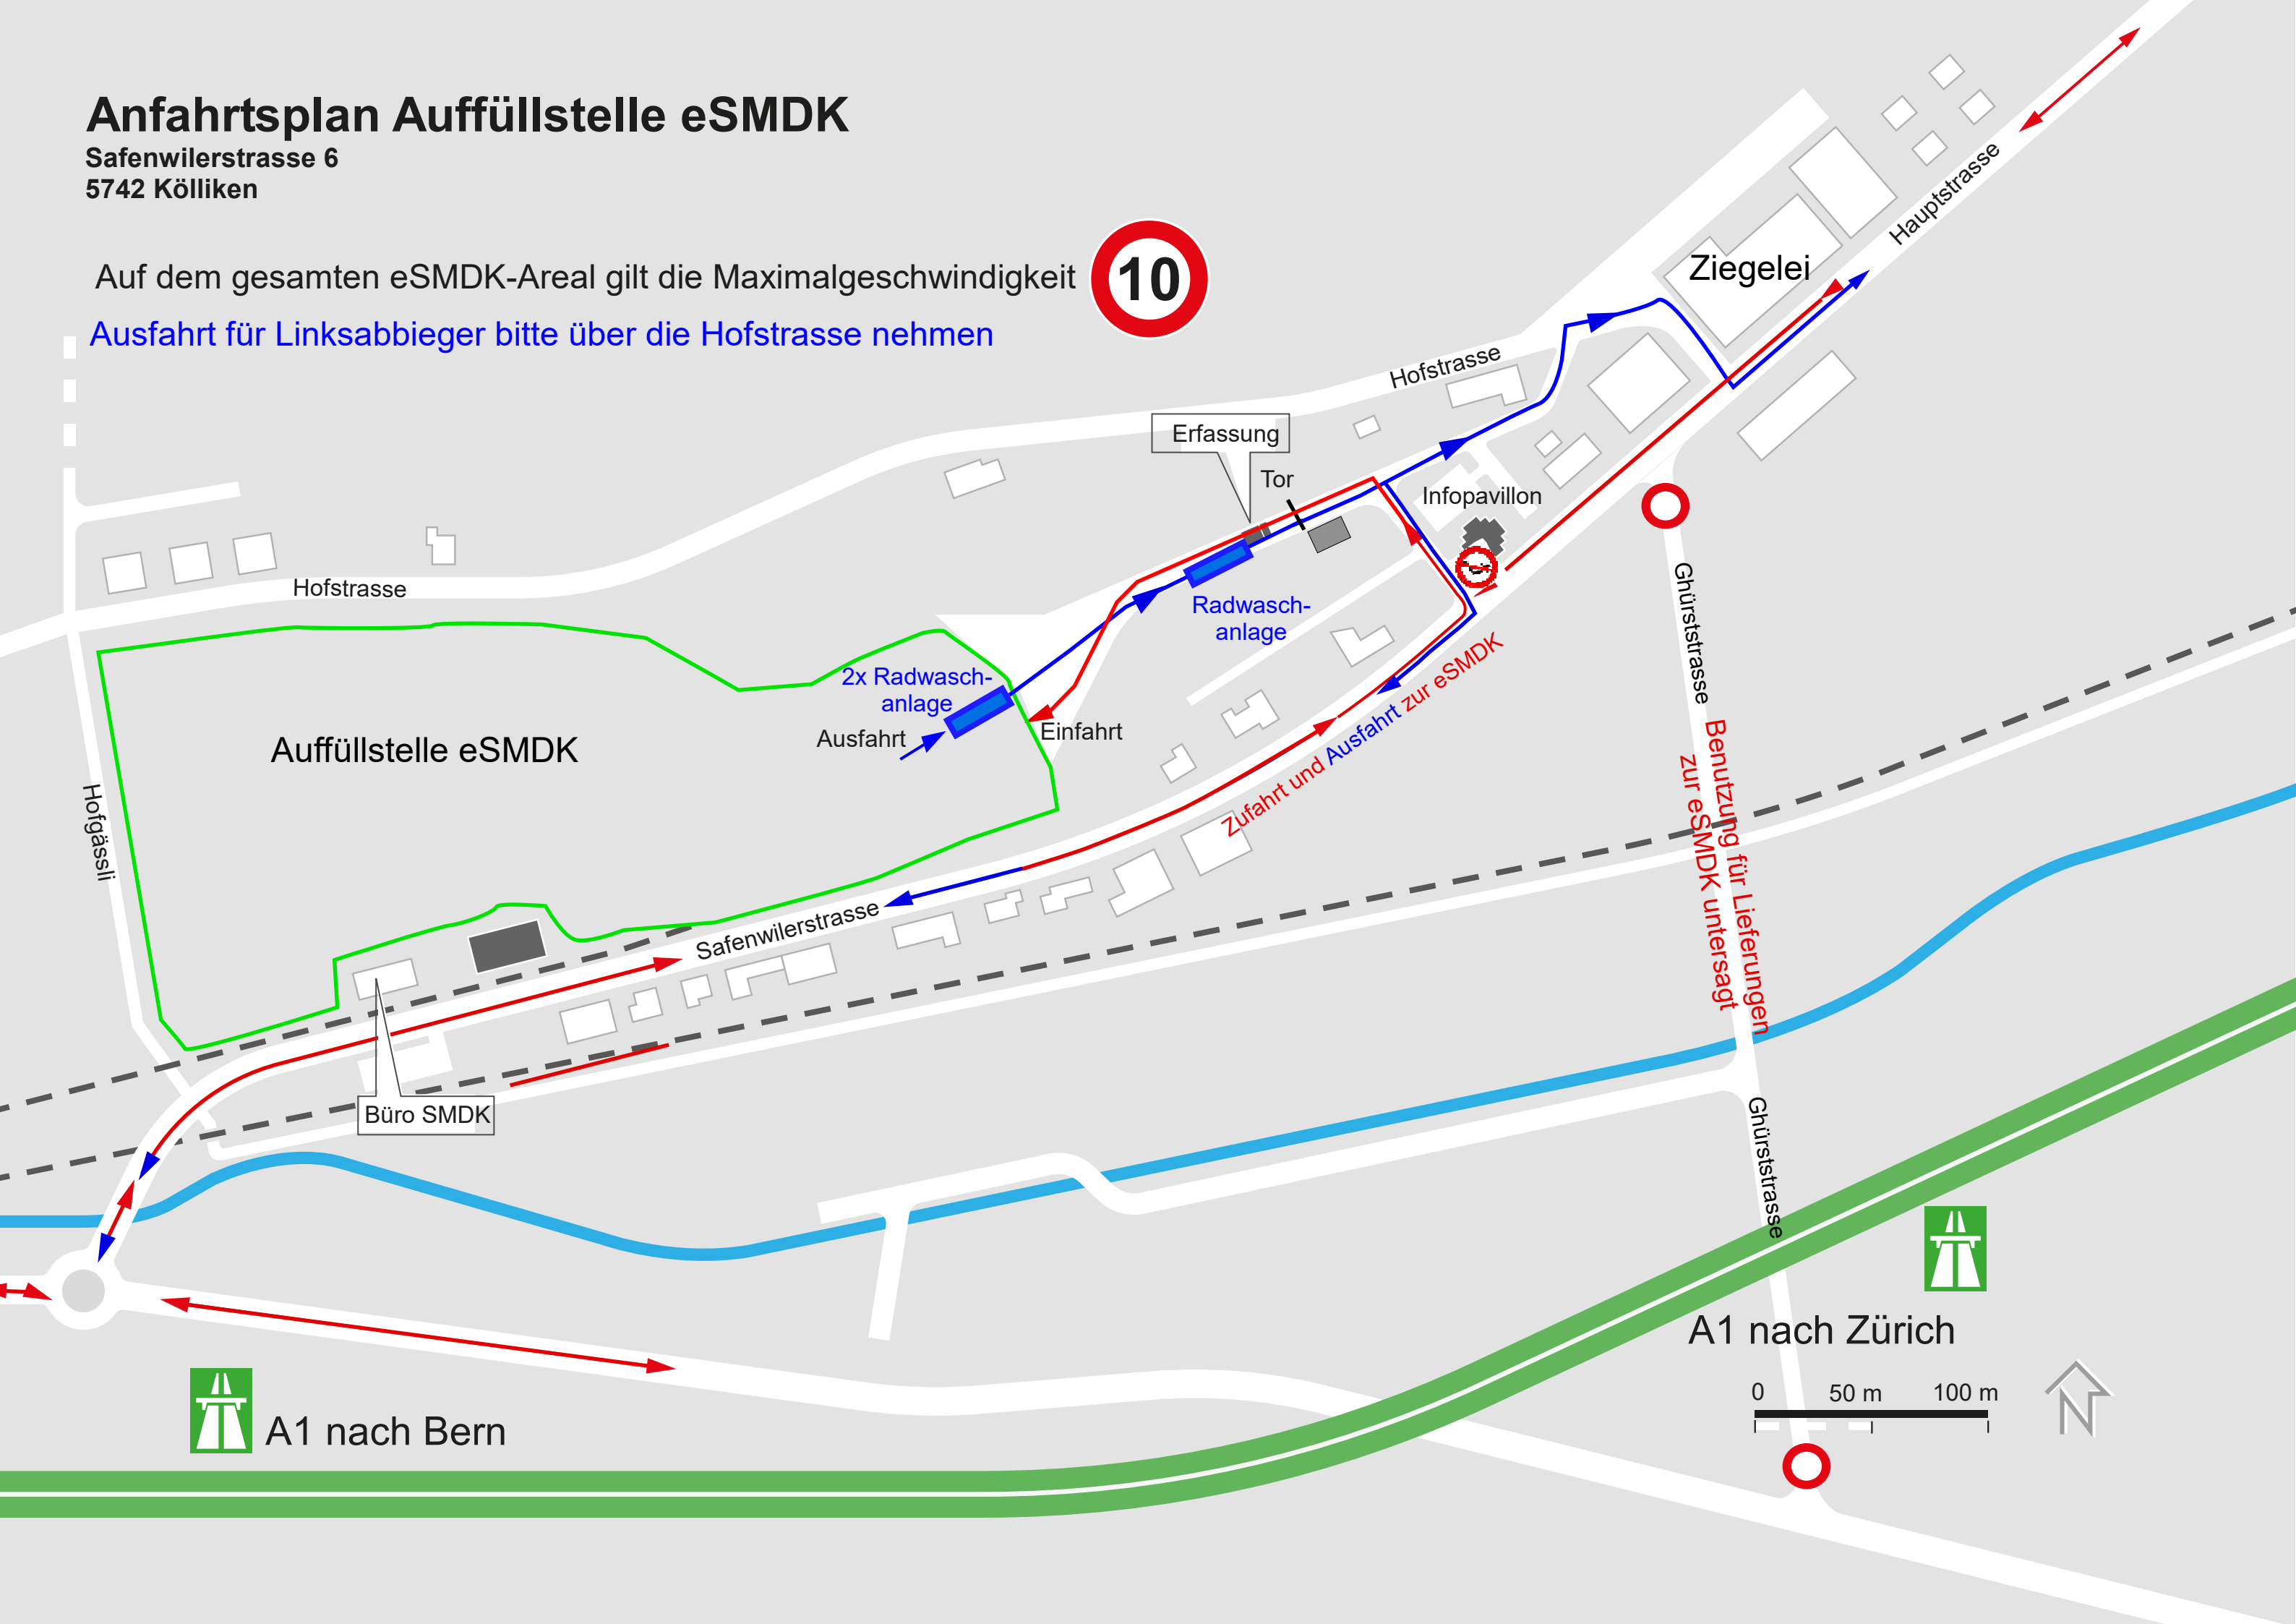 Anfahrtsplan Auffüllstelle eSMDK
Safenwilerstrasse 6
5742 Kölliken
Auf dem gesamten eSMDK-Areal gilt die Maximalgeschwindigkeit
10
Ausfahrt für Linksabbieger bitte über die Hofstrasse nehmen
Hauptstrasse
Ziegelei
Hofstrasse
Erfassung
Tor
Infopavillon
Hofstrasse
Radwasch-
anlage
Ghürststrasse
2x Radwasch-
anlage
Ausfahrt
Einfahrt
Auffüllstelle eSMDK
Zufahrt und Ausfahrt zur eSMDK
Benutzung für Lieferungen
zur eSMDK untersagt
Hofgässli
Safenwilerstrasse
Büro SMDK
Ghürststrasse
A1 nach Zürich
0 50 m 100 m
A1 nach Bern